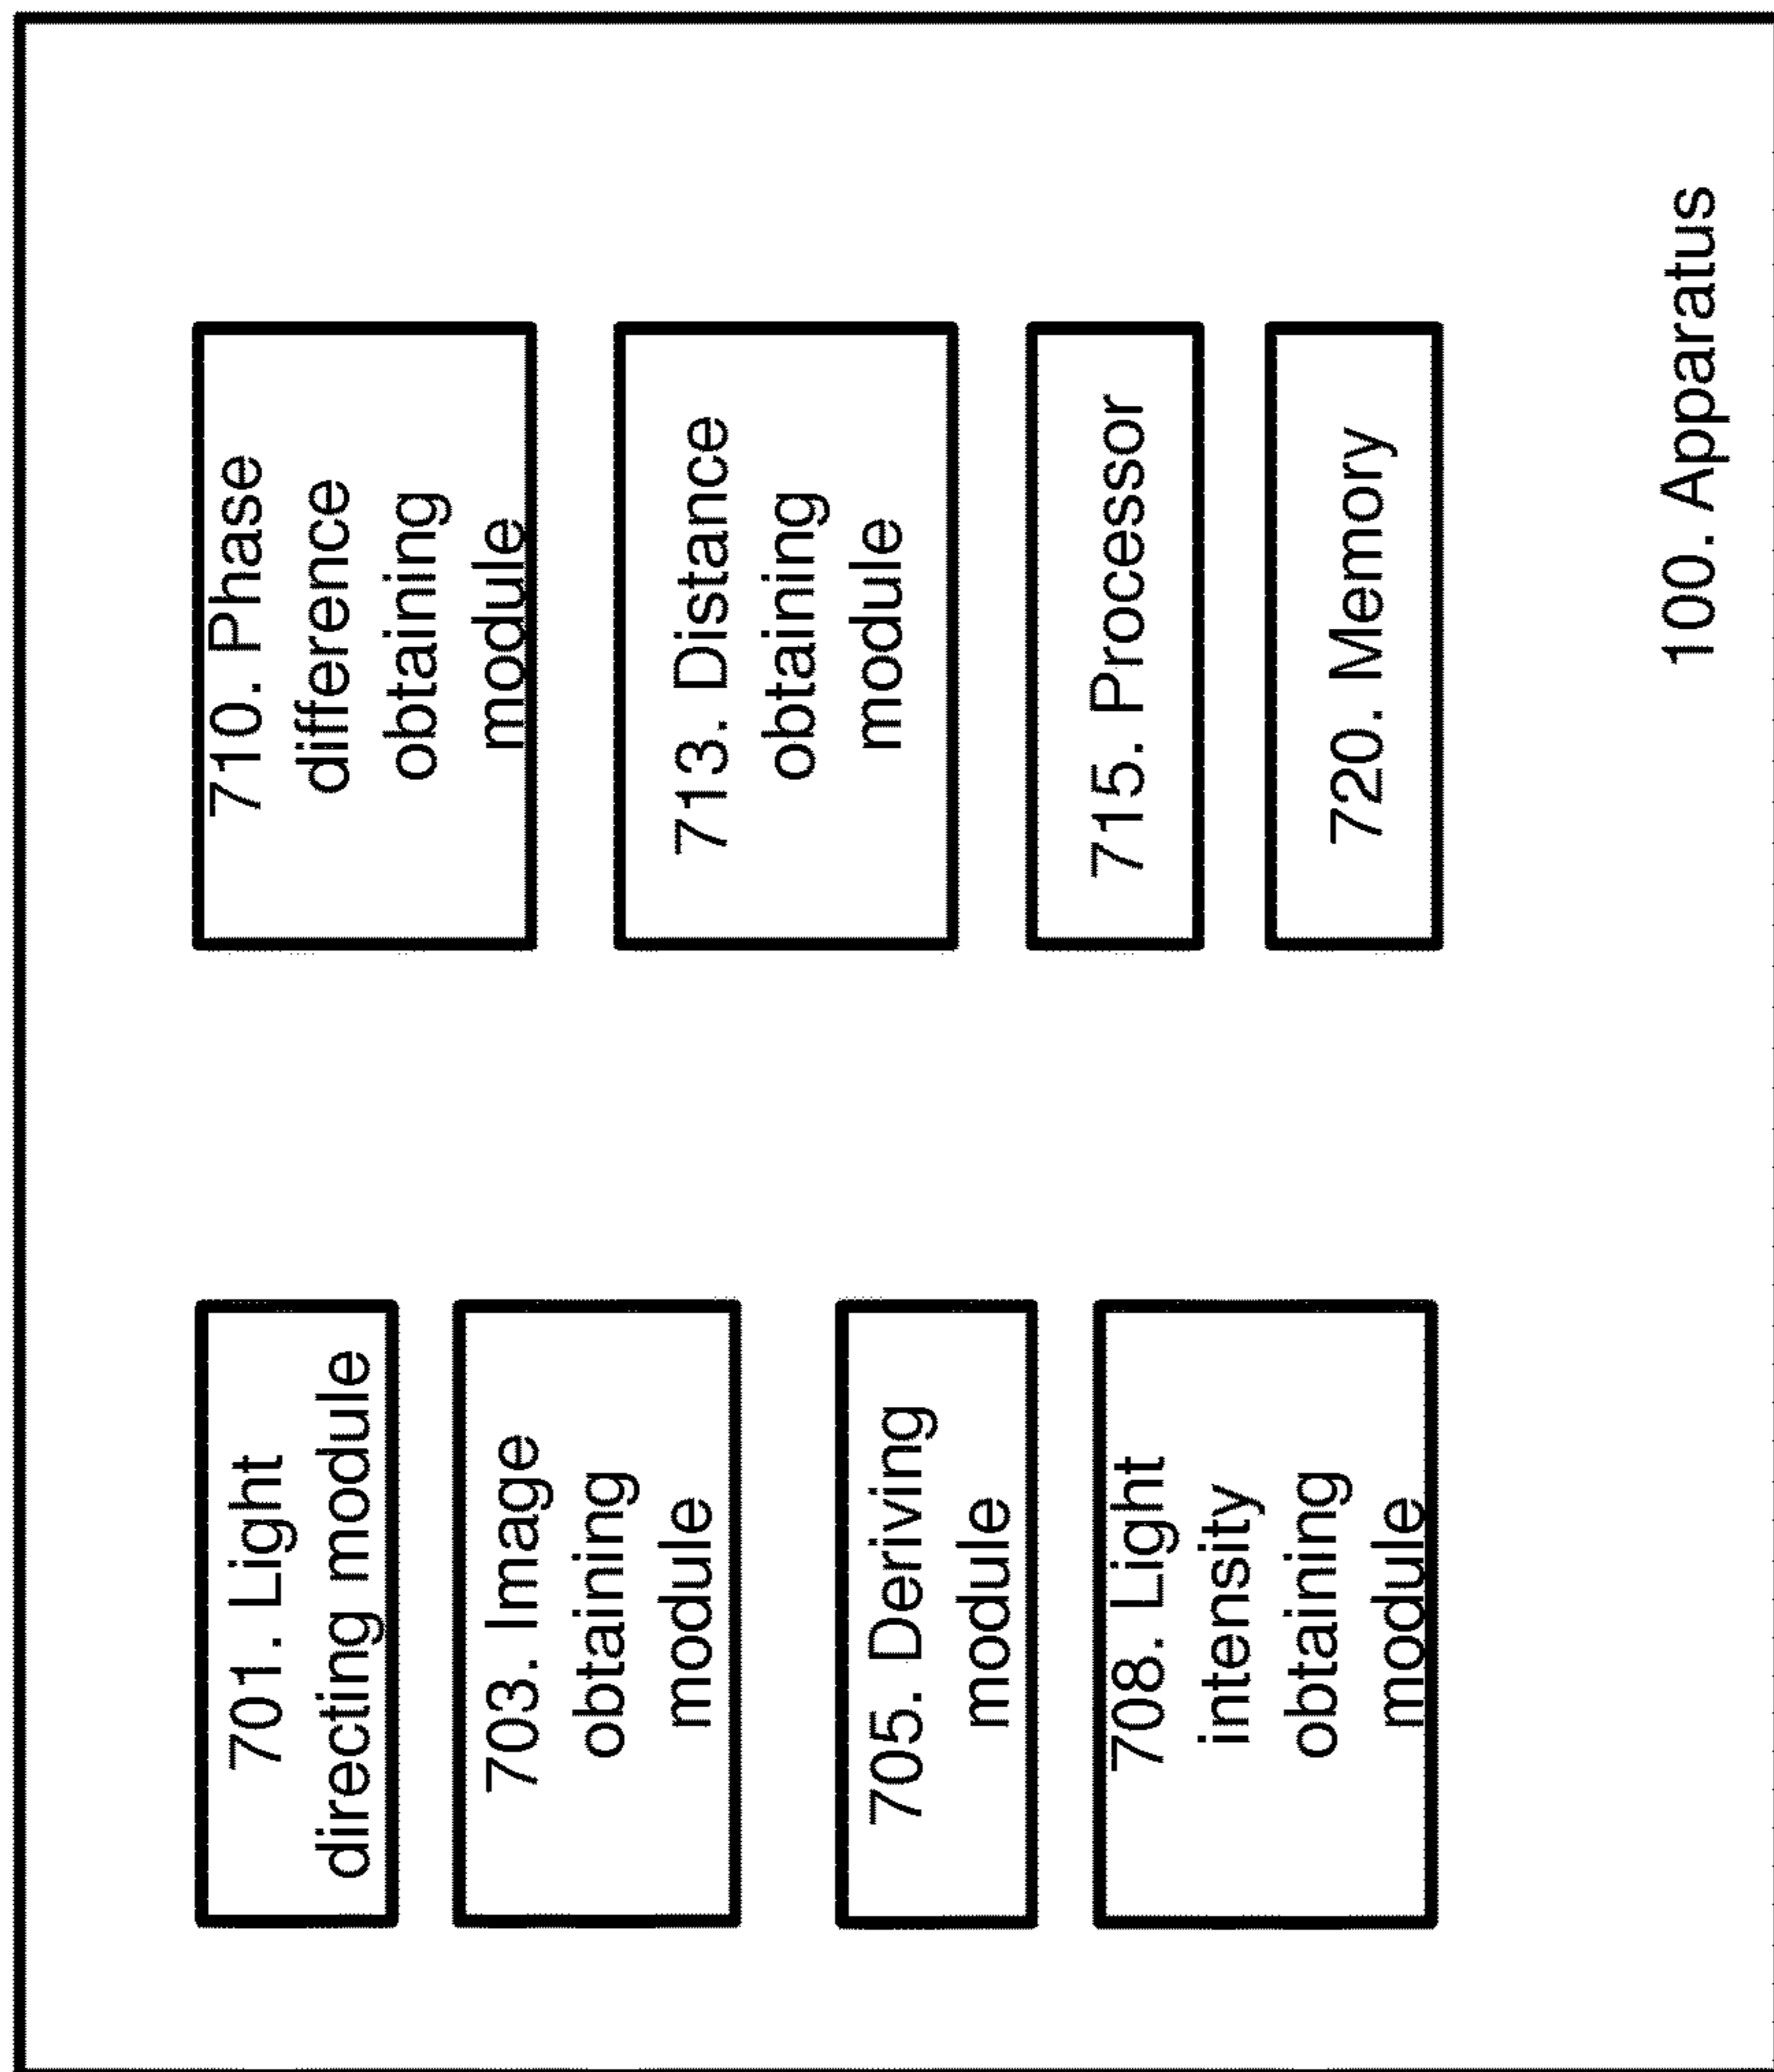 701. Light
directing module
703. Image
obtaining
module
705. Deriving
module
708. Light
intensity
obtaining
module
710. Phase
difference
obtaining
module
713. Distance
obtaining
module
715. Processor
720. Memory
100. Apparatus